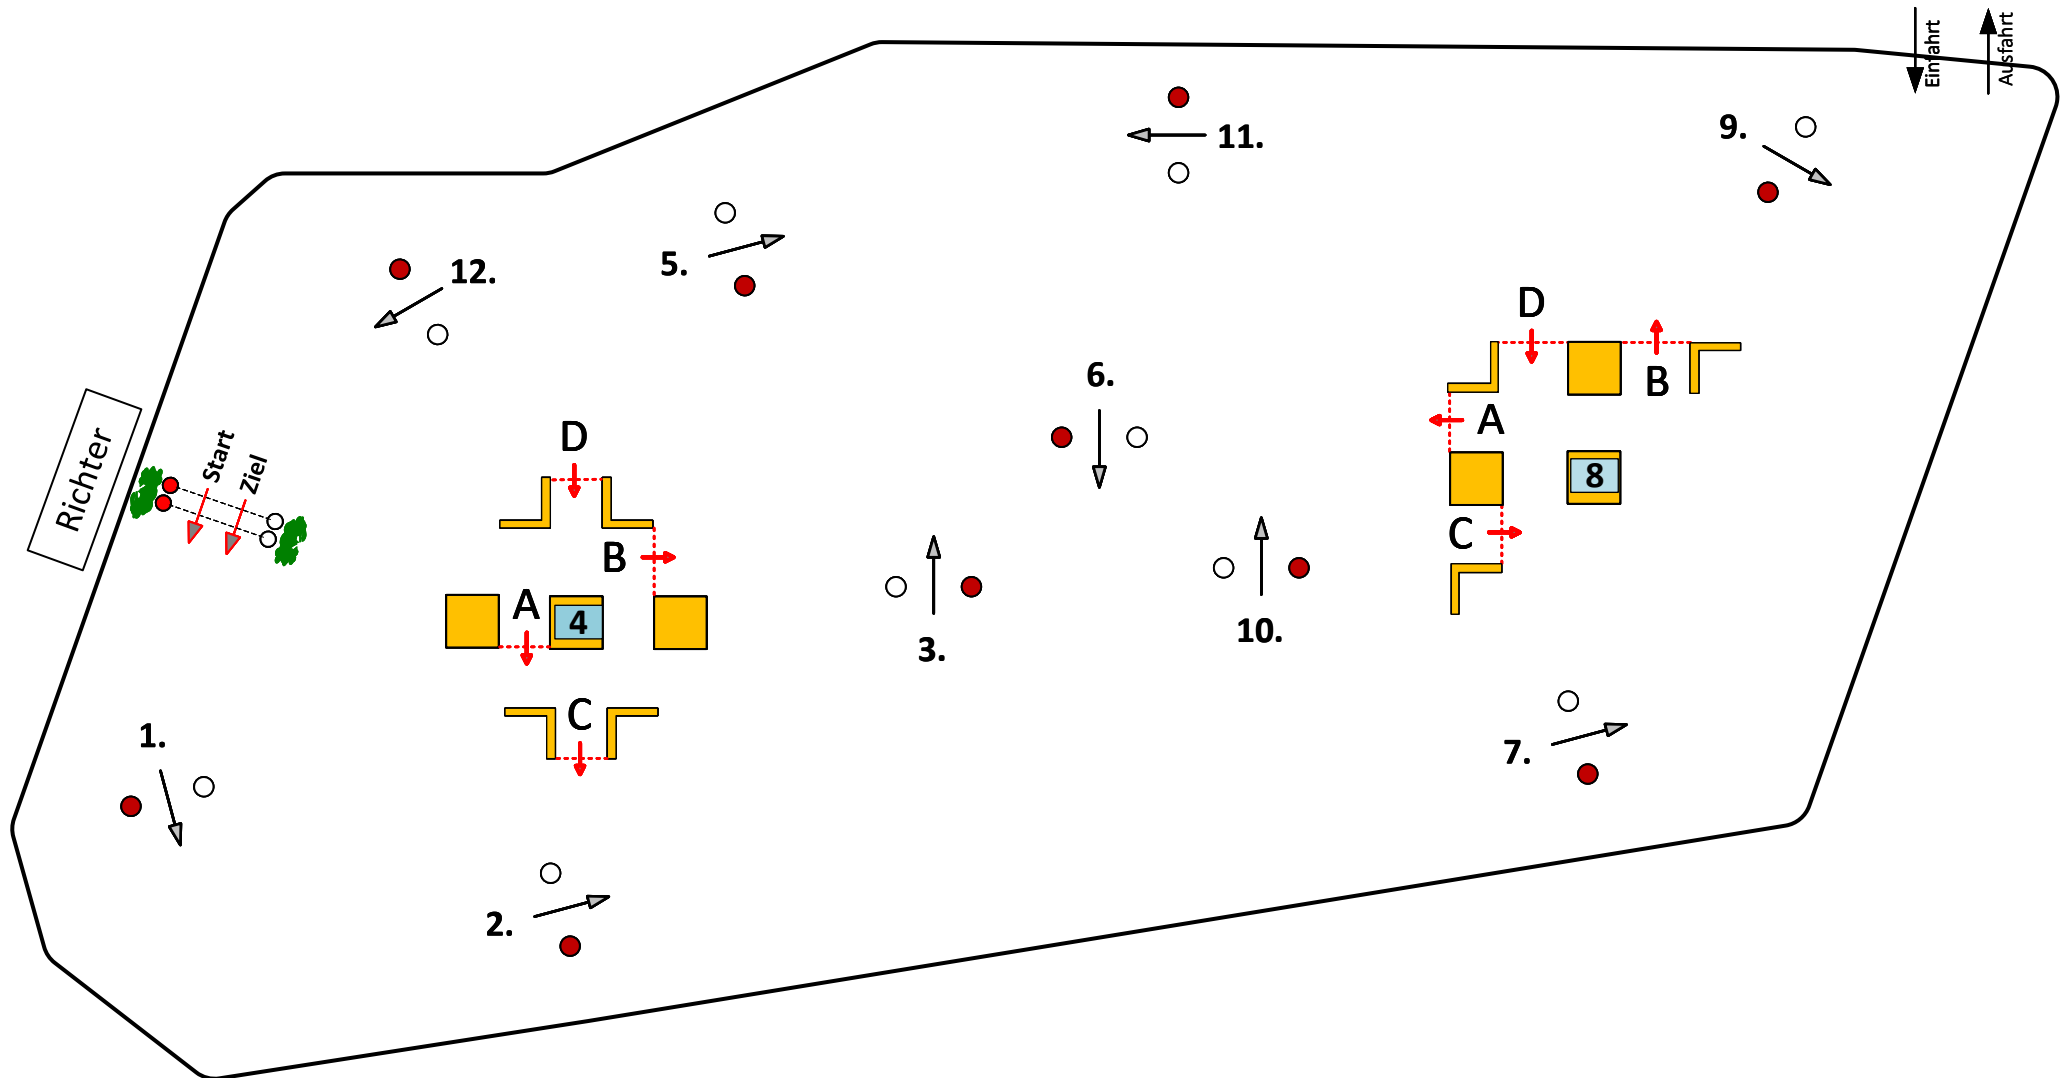 Einfahrt
Ausfahrt
11.
9.
5.
12.
D
6.
B
A
D
Start
Ziel
Richter
8
C
B
A
4
10.
3.
C
1.
7.
2.